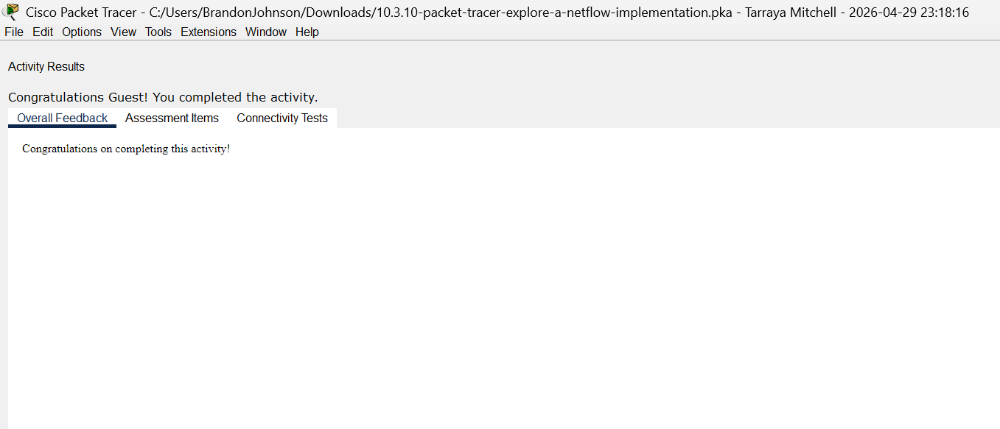 Cisco Packet Tracer - C:/Users/BrandonJohnson/Downloads/10.3.10-packet-tracer-explore-a-netflow-implementation.pka - Tarraya Mitchell - 2026-04-29 23:18:16
File Edit Options View Tools Extensions Window Help
Activity Results
Congratulations Guest! You completed the activity.
Overall Feedback Assessment Items Connectivity Tests
Congratulations on completing this activity!